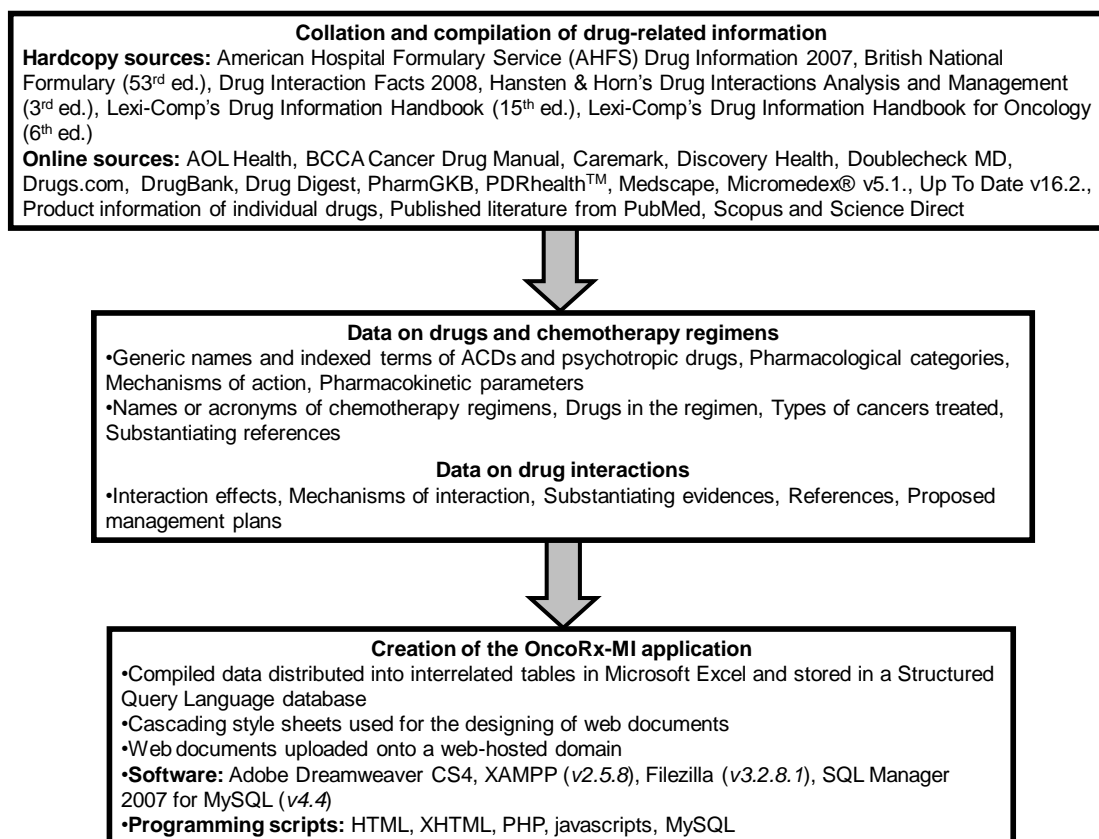 Collation and compilation of drug-related information
Hardcopy sources: American Hospital Formulary Service (AHFS) Drug Information 2007, British National
Formulary (53rd ed.), Drug Interaction Facts 2008, Hansten & Horn's Drug Interactions Analysis and Management
(3rd ed.), Lexi-Comp's Drug Information Handbook (15th ed.), Lexi-Comp's Drug Information Handbook for Oncology
(6th ed.)
Online sources: AOL Health, BCCA Cancer Drug Manual, Caremark, Discovery Health, Doublecheck MD,
Drugs.com, DrugBank, Drug Digest, PharmGKB, PDRhealth™, Medscape, Micromedex® v5.1., Up To Date v16.2.,
Product information of individual drugs, Published literature from PubMed, Scopus and Science Direct
Data on drugs and chemotherapy regimens
•Generic names and indexed terms of ACDs and psychotropic drugs, Pharmacological categories,
Mechanisms of action, Pharmacokinetic parameters
•Names or acronyms of chemotherapy regimens, Drugs in the regimen, Types of cancers treated,
Substantiating references
Data on drug interactions
•Interaction effects, Mechanisms of interaction, Substantiating evidences, References, Proposed
management plans
Creation of the OncoRx-MI application
•Compiled data distributed into interrelated tables in Microsoft Excel and stored in a Structured
Query Language database
•Cascading style sheets used for the designing of web documents
•Web documents uploaded onto a web-hosted domain
•Software: Adobe Dreamweaver CS4, XAMPP (v2.5.8), Filezilla (v3.2.8.1), SQL Manager
2007 for MySQL (v4.4)
•Programming scripts: HTML, XHTML, PHP, javascripts, MySQL